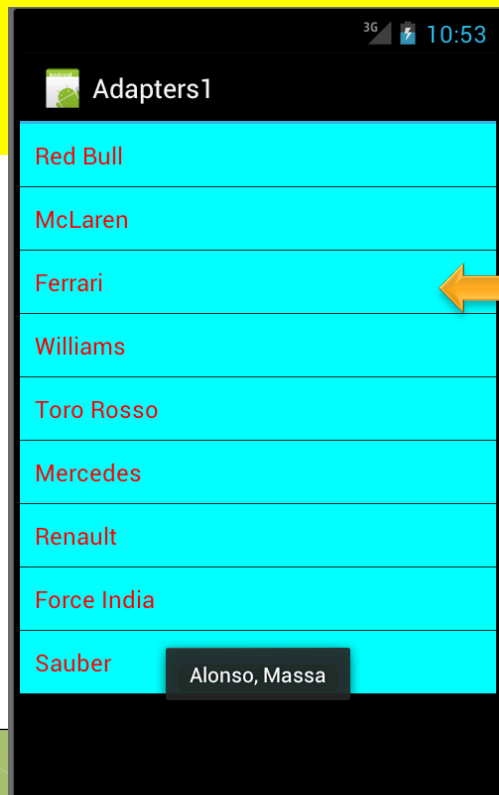 3G 10:53
Adapters1
Red Bull
McLaren
Ferrari
Williams
Toro Rosso
Mercedes
Renault
Force India
Sauber
Alonso, Massa